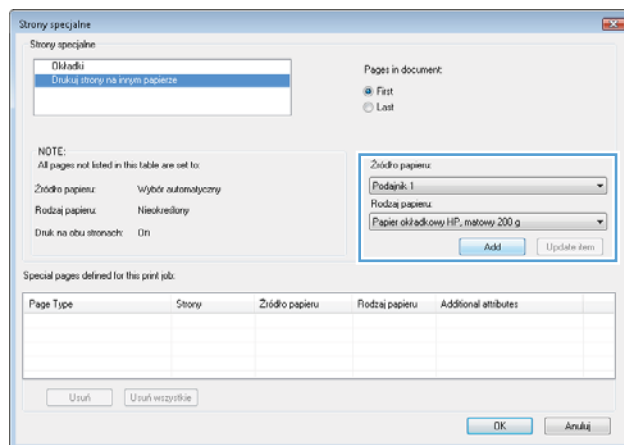 Strony specjalne
Strony specjalne
Okładki
Drukuj strony na innym papierze
Pages in document:
First
Last
NOTE:
All pages not listed in this table are set to:
Źródło papieru: Wybór automatyczny
Rodzaj papieru: Nieokreślony
Druk na obu stronach: On
Źródło papieru:
Podajnik 1
Rodzaj papieru:
Papier okładkowy HP, matowy 200 g
Add Update item
Special pages defined for this print job:
Page Type Strony Źródło papieru Rodzaj papieru Additional attributes
Usuń Usuń wszystkie
OK Anuluj